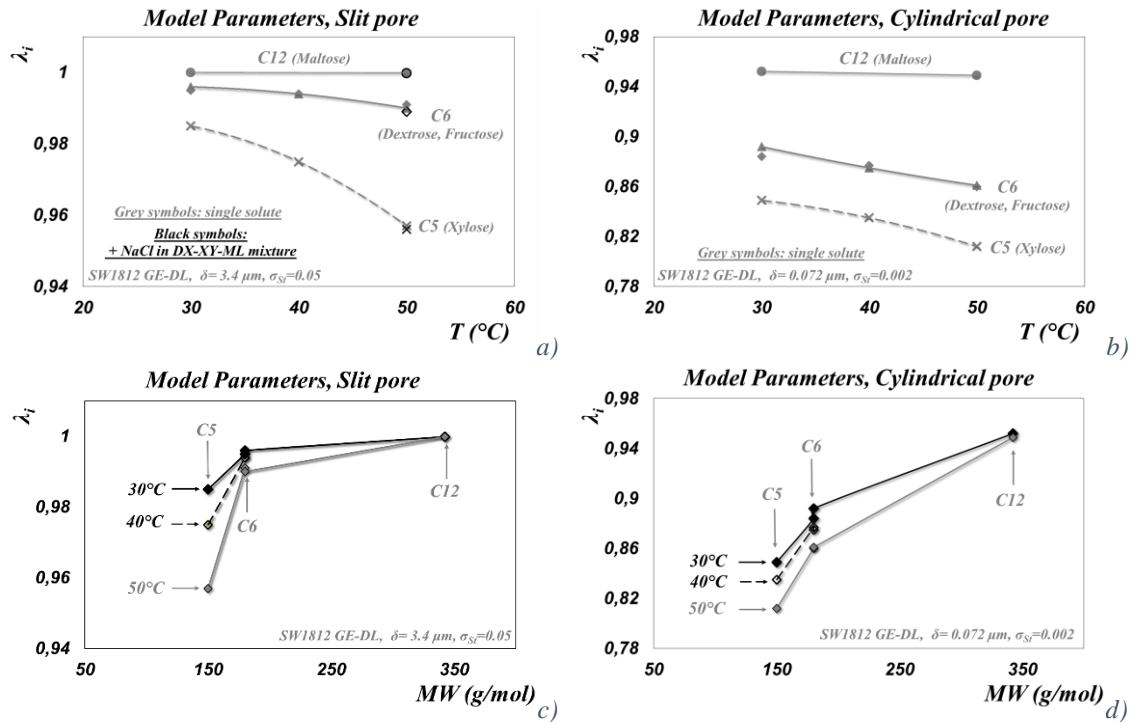 Model Parameters, Slit pore
λi
1
0,98
0,96
0,94
20
30
40
50
60
T (°C)
C12 (Maltose)
C6
(Dextrose, Fructose)
C5 (Xylose)
Grey symbols: single solute
Black symbols:
+ NaCl in DX-XY-ML mixture
SW1812 GE-DL, δ= 3.4 μm, σSt=0.05
a)
Model Parameters, Cylindrical pore
λi
0,98
0,94
0,9
0,86
0,82
0,78
20
30
40
50
60
T (°C)
C12 (Maltose)
C6
(Dextrose, Fructose)
C5 (Xylose)
Grey symbols: single solute
SW1812 GE-DL, δ= 0.072 μm, σSt=0.002
b)
Model Parameters, Slit pore
λi
1
0,98
0,96
0,94
50
150
250
350
MW (g/mol)
C5
C6
C12
30°C
40°C
50°C
SW1812 GE-DL, δ= 3.4 μm, σSt=0.05
c)
Model Parameters, Cylindrical pore
λi
0,98
0,94
0,9
0,86
0,82
0,78
50
150
250
350
MW (g/mol)
C6
C5
C12
30°C
40°C
50°C
SW1812 GE-DL, δ= 0.072 μm, σSt=0.002
d)